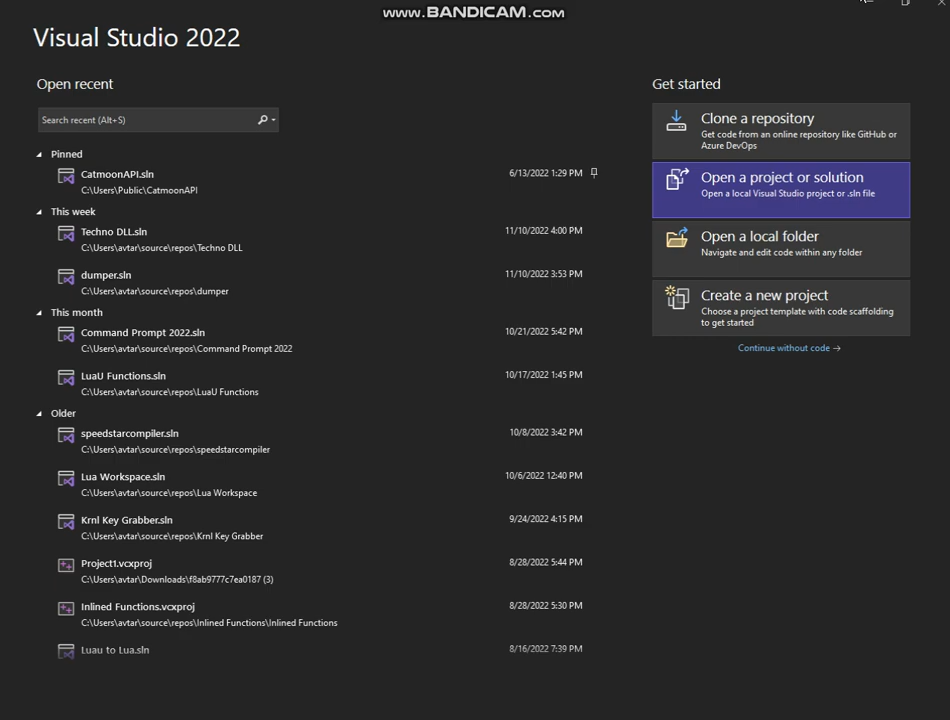 www.BANDICAM.com
Visual Studio 2022
Open recent
Search recent (Alt+S)
Pinned
CatmoonAPI.sln 6/13/2022 1:29 PM
C:\Users\Public\CatmoonAPI
This week
Techno DLL.sln 11/10/2022 4:00 PM
C:\Users\avtar\source\repos\Techno DLL
dumper.sln 11/10/2022 3:53 PM
C:\Users\avtar\source\repos\dumper
This month
Command Prompt 2022.sln 10/21/2022 5:42 PM
C:\Users\avtar\source\repos\Command Prompt 2022
LuaU Functions.sln 10/17/2022 1:45 PM
C:\Users\avtar\source\repos\LuaU Functions
Older
speedstarcompiler.sln 10/8/2022 3:42 PM
C:\Users\avtar\source\repos\speedstarcompiler
Lua Workspace.sln 10/6/2022 12:40 PM
C:\Users\avtar\source\repos\Lua Workspace
Krnl Key Grabber.sln 9/24/2022 4:15 PM
C:\Users\avtar\source\repos\Krnl Key Grabber
Project1.vcxproj 8/28/2022 5:44 PM
C:\Users\avtar\Downloads\f8ab9777c7ea0187 (3)
Inlined Functions.vcxproj 8/28/2022 5:30 PM
C:\Users\avtar\source\repos\Inlined Functions\Inlined Functions
Luau to Lua.sln 8/16/2022 7:39 PM
Get started
Clone a repository
Get code from an online repository like GitHub or
Azure DevOps
Open a project or solution
Open a local Visual Studio project or .sln file
Open a local folder
Navigate and edit code within any folder
Create a new project
Choose a project template with code scaffolding
to get started
Continue without code →